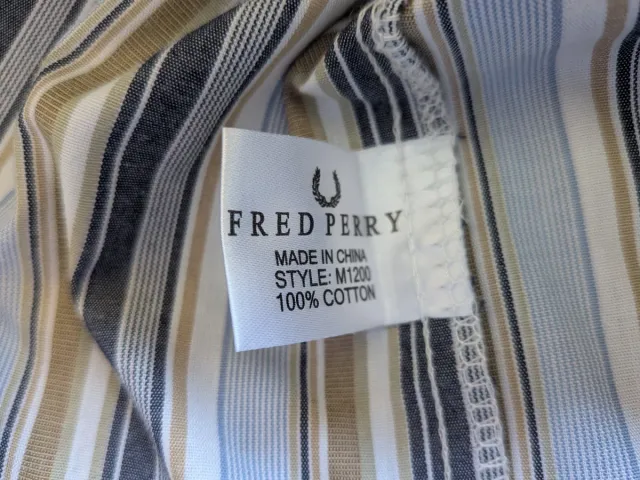 FRED PERRY
MADE IN CHINA
STYLE: M1200
100% COTTON